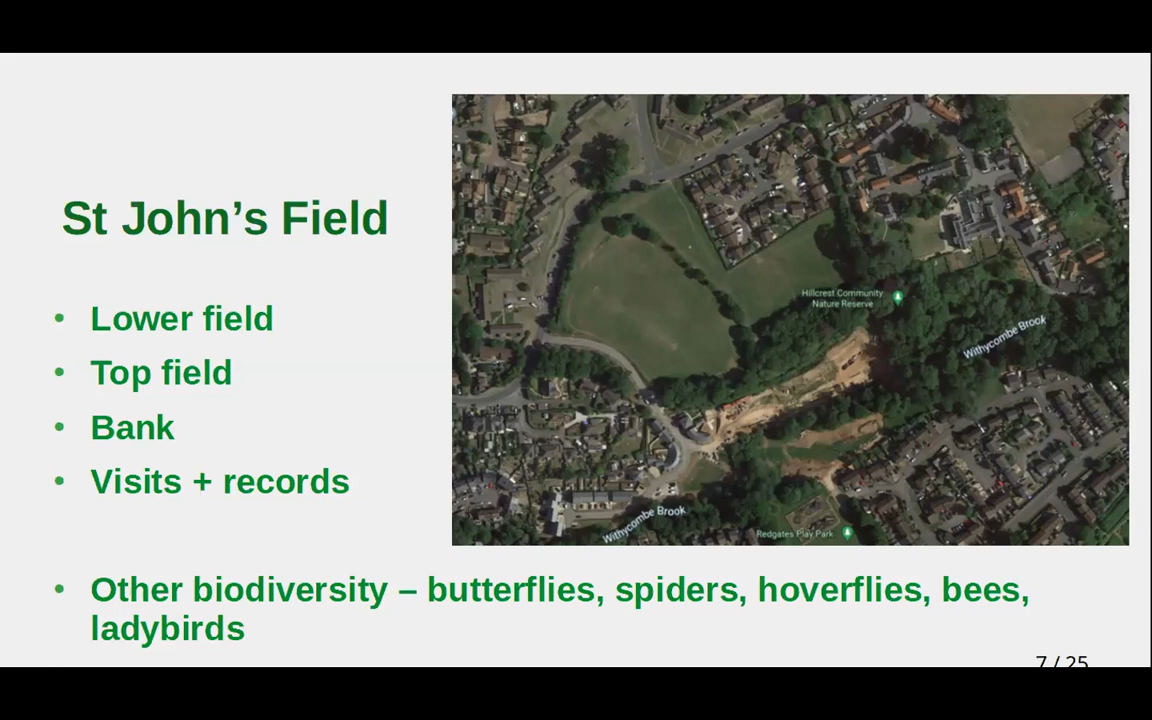 St John’s Field
• Lower field
• Top field
• Bank
• Visits + records
Hillcrest Community
Nature Reserve
Withycombe Brook
Withycombe Brook
Redgates Play Park
• Other biodiversity – butterflies, spiders, hoverflies, bees,
ladybirds
7 / 25